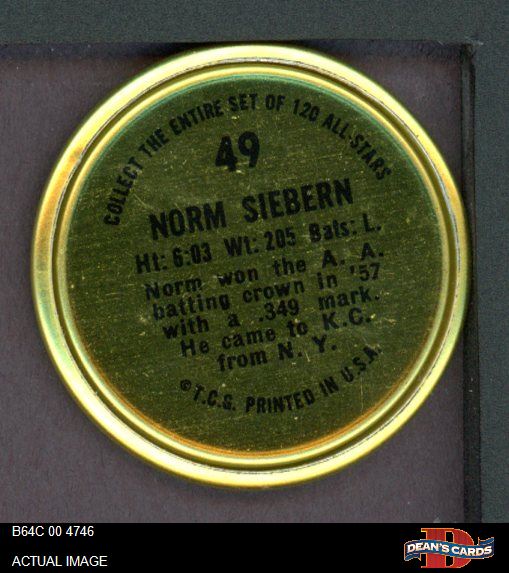 COLLECT THE ENTIRE SET OF 120 ALL-STARS
49
NORM SIEBERN
Ht: 6:03 Wt: 205 Bats: L.
Norm won the A. A.
batting crown in '57
with a .349 mark.
He came to K.C.
from N. Y.
©T.C.G. PRINTED IN U.S.A.
B64C 00 4746
ACTUAL IMAGE
D
DEAN'S CARDS